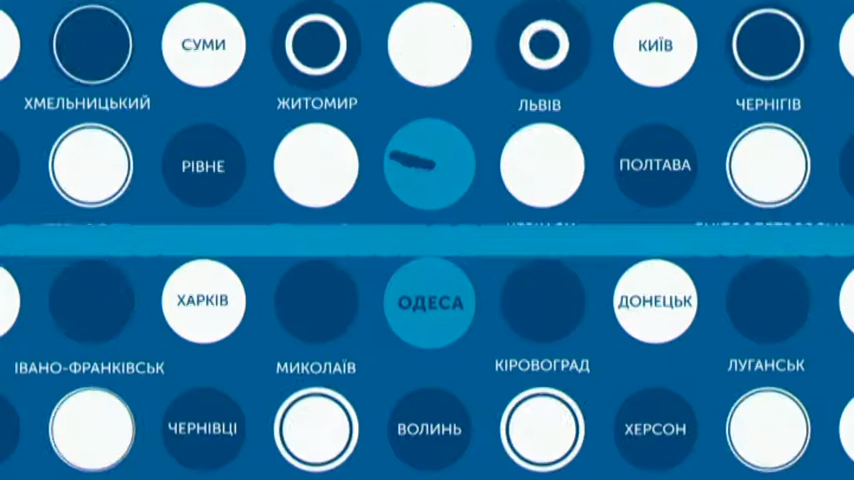 СУМИ
КИЇВ
ХМЕЛЬНИЦЬКИЙ
ЖИТОМИР
ЛЬВІВ
ЧЕРНІГІВ
РІВНЕ
ПОЛТАВА
ХАРКІВ
ОДЕСА
ДОНЕЦЬК
ІВАНО-ФРАНКІВСЬК
МИКОЛАЇВ
КІРОВОГРАД
ЛУГАНСЬК
ЧЕРНІВЦІ
ВОЛИНЬ
ХЕРСОН